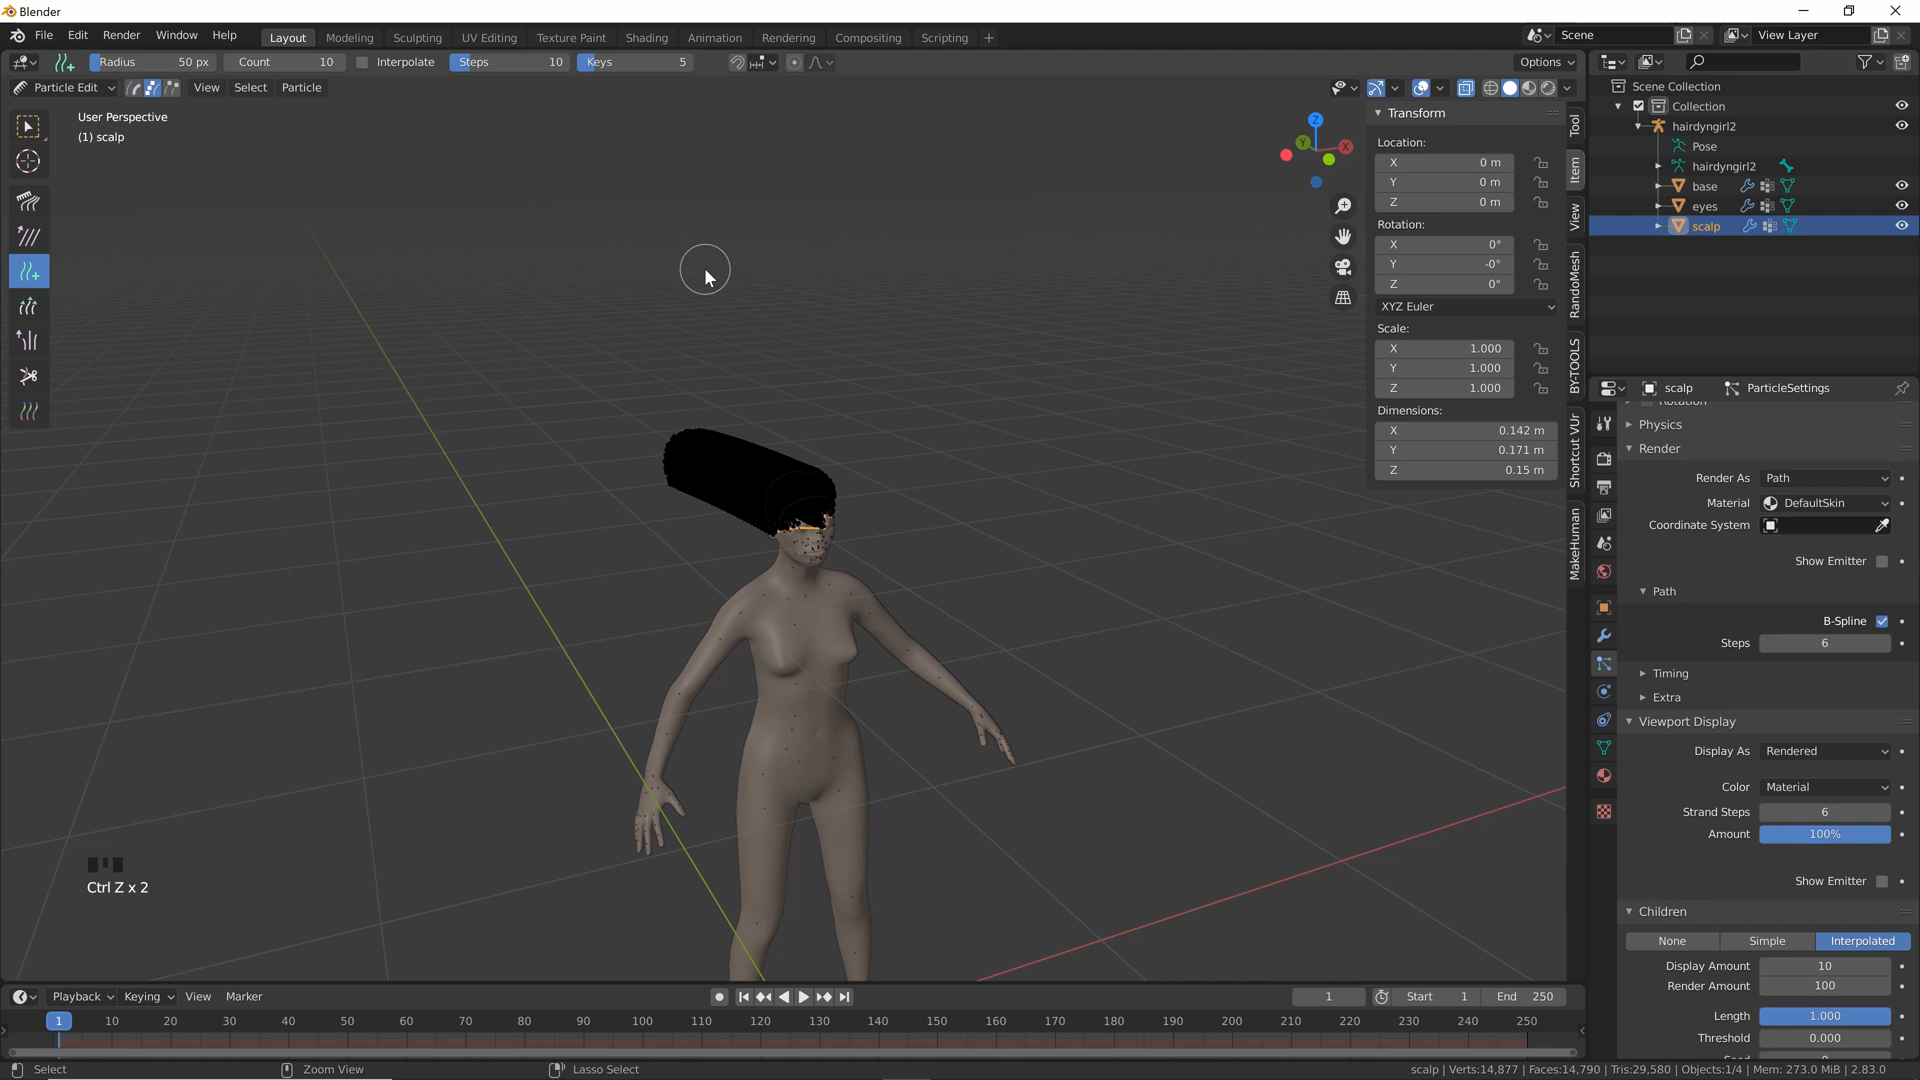 Blender
File Edit Render Window Help Layout Modeling Sculpting UV Editing Texture Paint Shading Animation Rendering Compositing Scripting + Scene View Layer
Radius 50 px Count 10 Interpolate Steps 10 Keys 5 Options
Particle Edit View Select Particle
User Perspective
(1) scalp
Z
Y
X
Transform
Location:
X 0 m
Y 0 m
Z 0 m
Rotation:
X 0°
Y -0°
Z 0°
XYZ Euler
Scale:
X 1.000
Y 1.000
Z 1.000
Dimensions:
X 0.142 m
Y 0.171 m
Z 0.15 m
Tool
Item
View
RandoMesh
BY-TOOLS
Shortcut VUr
MakeHuman
Scene Collection
Collection
hairdyngirl2
Pose
hairdyngirl2
base
eyes
scalp
scalp ParticleSettings
Rotation
Physics
Render
Render As Path
Material DefaultSkin
Coordinate System
Show Emitter
Path
B-Spline
Steps 6
Timing
Extra
Viewport Display
Display As Rendered
Color Material
Strand Steps 6
Amount 100%
Show Emitter
Children
None Simple Interpolated
Display Amount 10
Render Amount 100
Length 1.000
Threshold 0.000
Ctrl Z x 2
Playback Keying View Marker 1 Start 1 End 250
1 10 20 30 40 50 60 70 80 90 100 110 120 130 140 150 160 170 180 190 200 210 220 230 240 250
Select Zoom View Lasso Select scalp | Verts:14,877 | Faces:14,790 | Tris:29,580 | Objects:1/4 | Mem: 273.0 MiB | 2.83.0